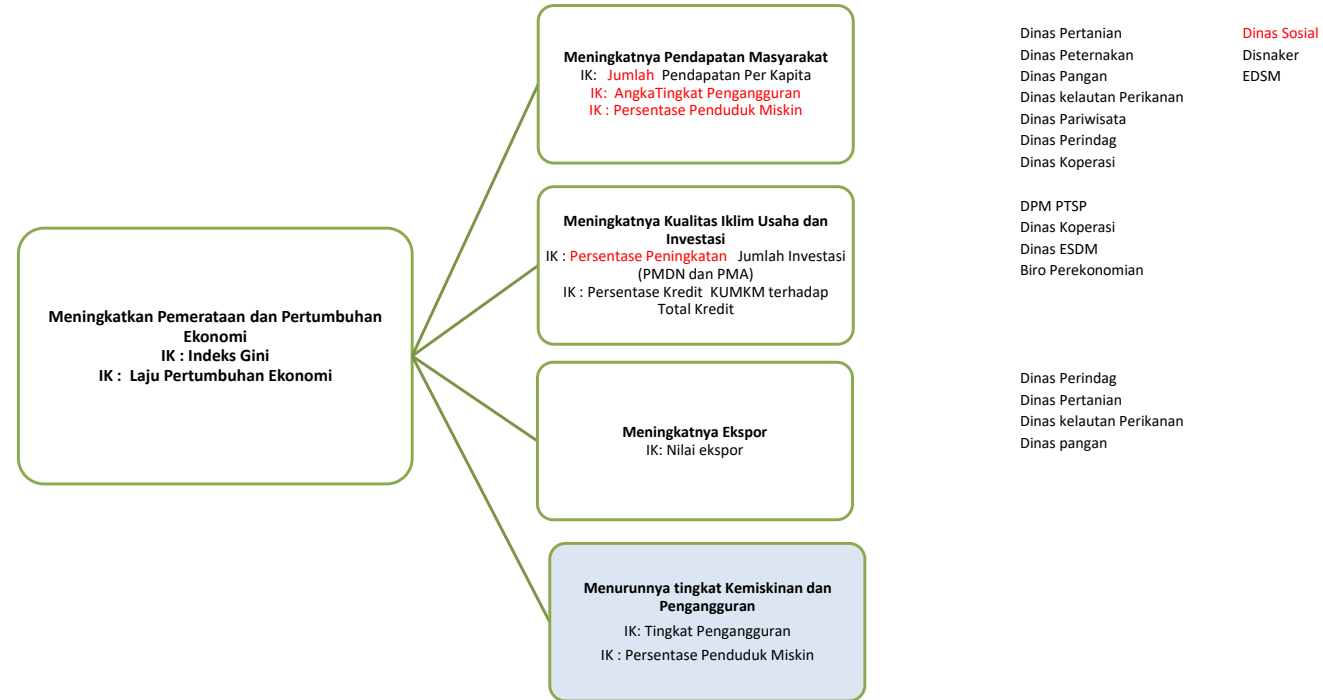 Meningkatkan Pemerataan dan Pertumbuhan
Ekonomi
IK : Indeks Gini
IK : Laju Pertumbuhan Ekonomi
Meningkatnya Pendapatan Masyarakat
IK: Jumlah Pendapatan Per Kapita
IK: AngkaTingkat Pengangguran
IK : Persentase Penduduk Miskin
Dinas Pertanian
Dinas Peternakan
Dinas Pangan
Dinas kelautan Perikanan
Dinas Pariwisata
Dinas Perindag
Dinas Koperasi
Dinas Sosial
Disnaker
EDSM
Meningkatnya Kualitas Iklim Usaha dan
Investasi
IK : Persentase Peningkatan Jumlah Investasi
(PMDN dan PMA)
IK : Persentase Kredit KUMKM terhadap
Total Kredit
DPM PTSP
Dinas Koperasi
Dinas ESDM
Biro Perekonomian
Meningkatnya Ekspor
IK: Nilai ekspor
Dinas Perindag
Dinas Pertanian
Dinas kelautan Perikanan
Dinas pangan
Menurunnya tingkat Kemiskinan dan
Pengangguran
IK: Tingkat Pengangguran
IK : Persentase Penduduk Miskin